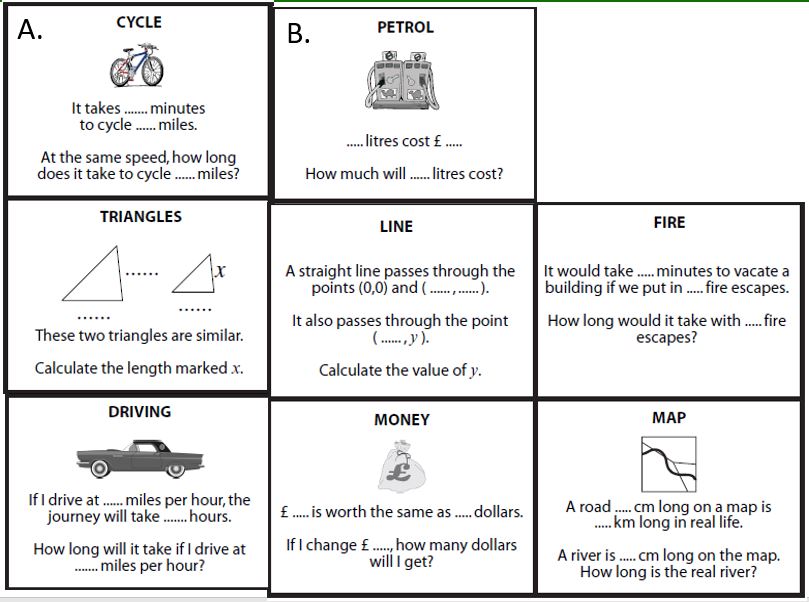 A.
CYCLE
It takes ....... minutes
to cycle ...... miles.
At the same speed, how long
does it take to cycle ...... miles?
B.
PETROL
..... litres cost £ .....
How much will ...... litres cost?
TRIANGLES
...... x
......
......
These two triangles are similar.
Calculate the length marked x.
LINE
A straight line passes through the
points (0,0) and ( ...... , ...... ).
It also passes through the point
( ...... , y ).
Calculate the value of y.
FIRE
It would take ..... minutes to vacate a
building if we put in ..... fire escapes.
How long would it take with ..... fire
escapes?
DRIVING
If I drive at ...... miles per hour, the
journey will take ....... hours.
How long will it take if I drive at
....... miles per hour?
MONEY
£
£ ..... is worth the same as ..... dollars.
If I change £ ....., how many dollars
will I get?
MAP
A road ..... cm long on a map is
..... km long in real life.
A river is ..... cm long on the map.
How long is the real river?